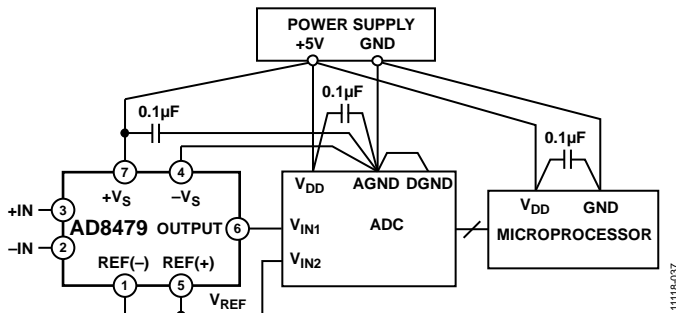 POWER SUPPLY
+5V GND
0.1µF
0.1µF
0.1µF
7 4
+VS –VS
VDD AGND DGND
VDD GND
+IN 3
AD8479 OUTPUT 6
VIN1 ADC
–IN 2
MICROPROCESSOR
VIN2
REF(–) REF(+)
1 5
VREF
11118-037